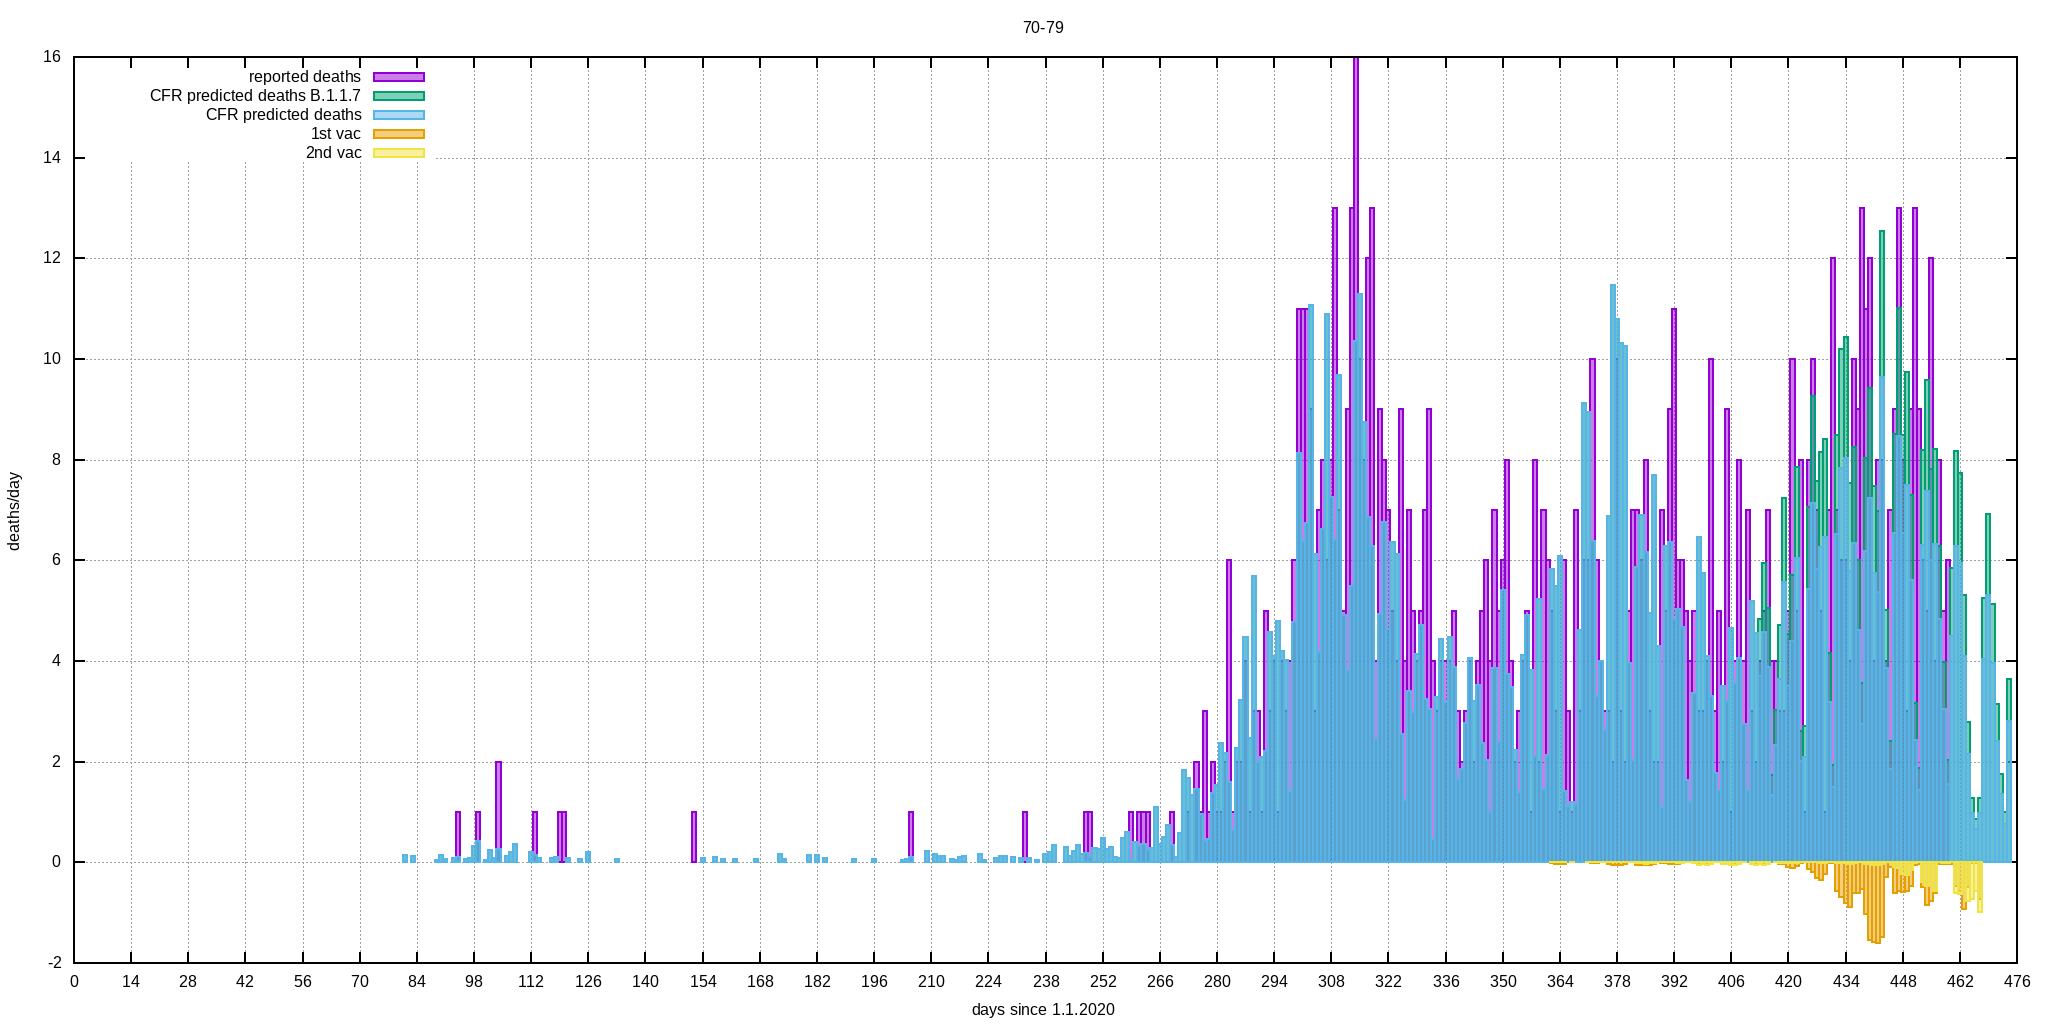 70-79
reported deaths
CFR predicted deaths B.1.1.7
CFR predicted deaths
1st vac
2nd vac
deaths/day
16
14
12
10
8
6
4
2
0
-2
0 14 28 42 56 70 84 98 112 126 140 154 168 182 196 210 224 238 252 266 280 294 308 322 336 350 364 378 392 406 420 434 448 462 476
days since 1.1.2020